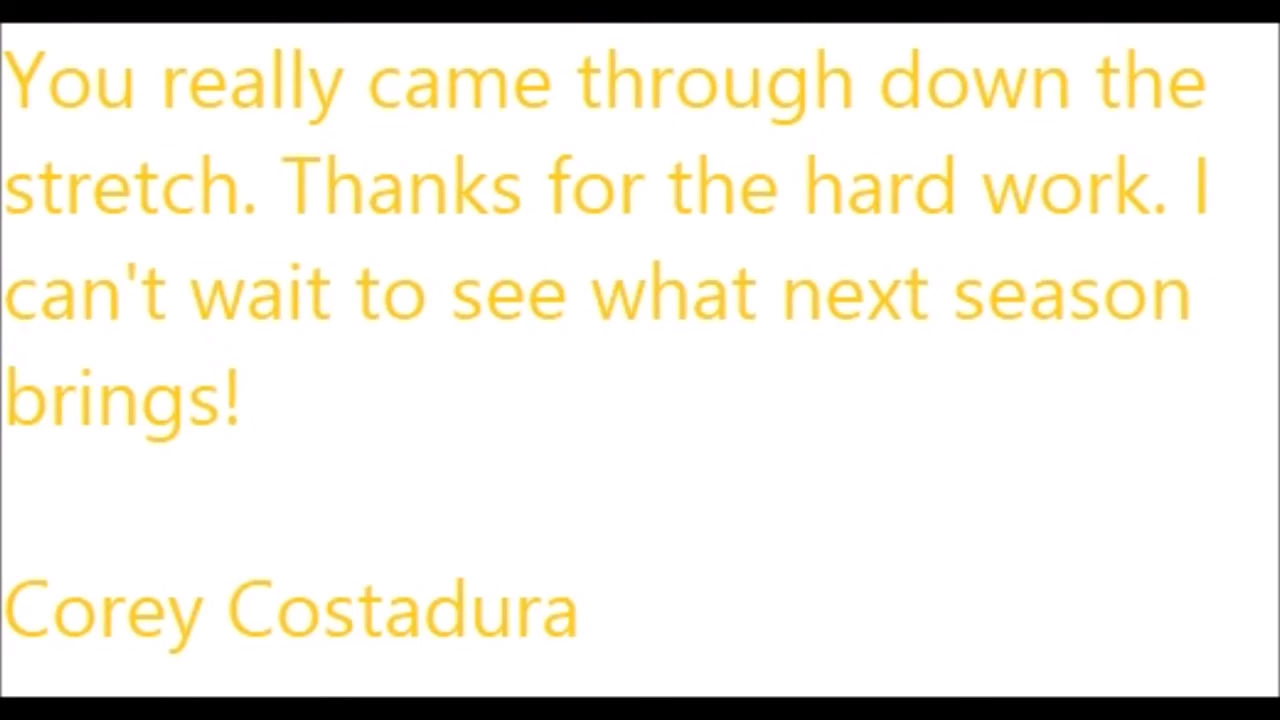 You really came through down the
stretch. Thanks for the hard work. I
can't wait to see what next season
brings!
Corey Costadura